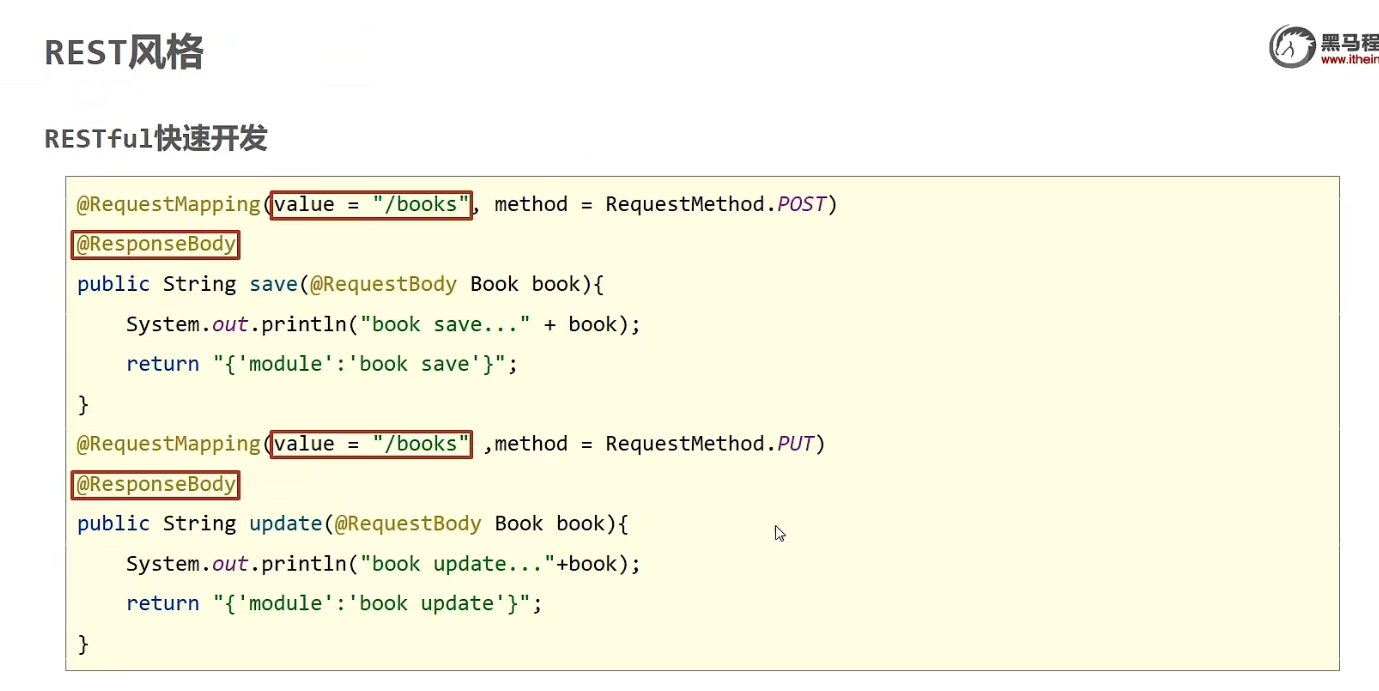 REST风格
黑马程
www.ithein
RESTful快速开发
@RequestMapping(value = "/books", method = RequestMethod.POST)
@ResponseBody
public String save(@RequestBody Book book){
    System.out.println("book save..." + book);
    return "{'module':'book save'}";
}
@RequestMapping(value = "/books" ,method = RequestMethod.PUT)
@ResponseBody
public String update(@RequestBody Book book){
    System.out.println("book update..."+book);
    return "{'module':'book update'}";
}